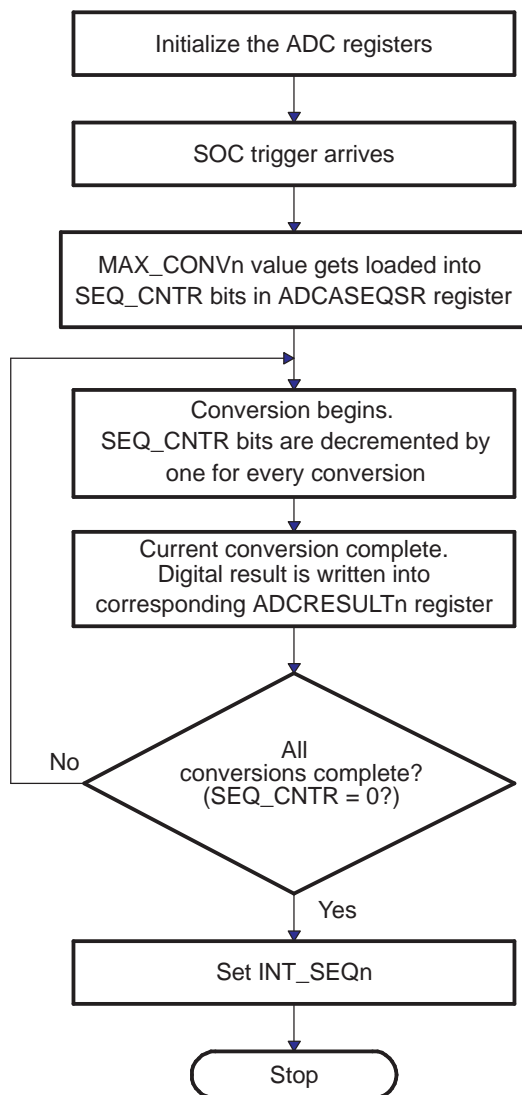 Initialize the ADC registers
SOC trigger arrives
MAX_CONVn value gets loaded into
SEQ_CNTR bits in ADCASEQSR register
Conversion begins.
SEQ_CNTR bits are decremented by
one for every conversion
Current conversion complete.
Digital result is written into
corresponding ADCRESULTn register
All
conversions complete?
(SEQ_CNTR = 0?)
No
Yes
Set INT_SEQn
Stop